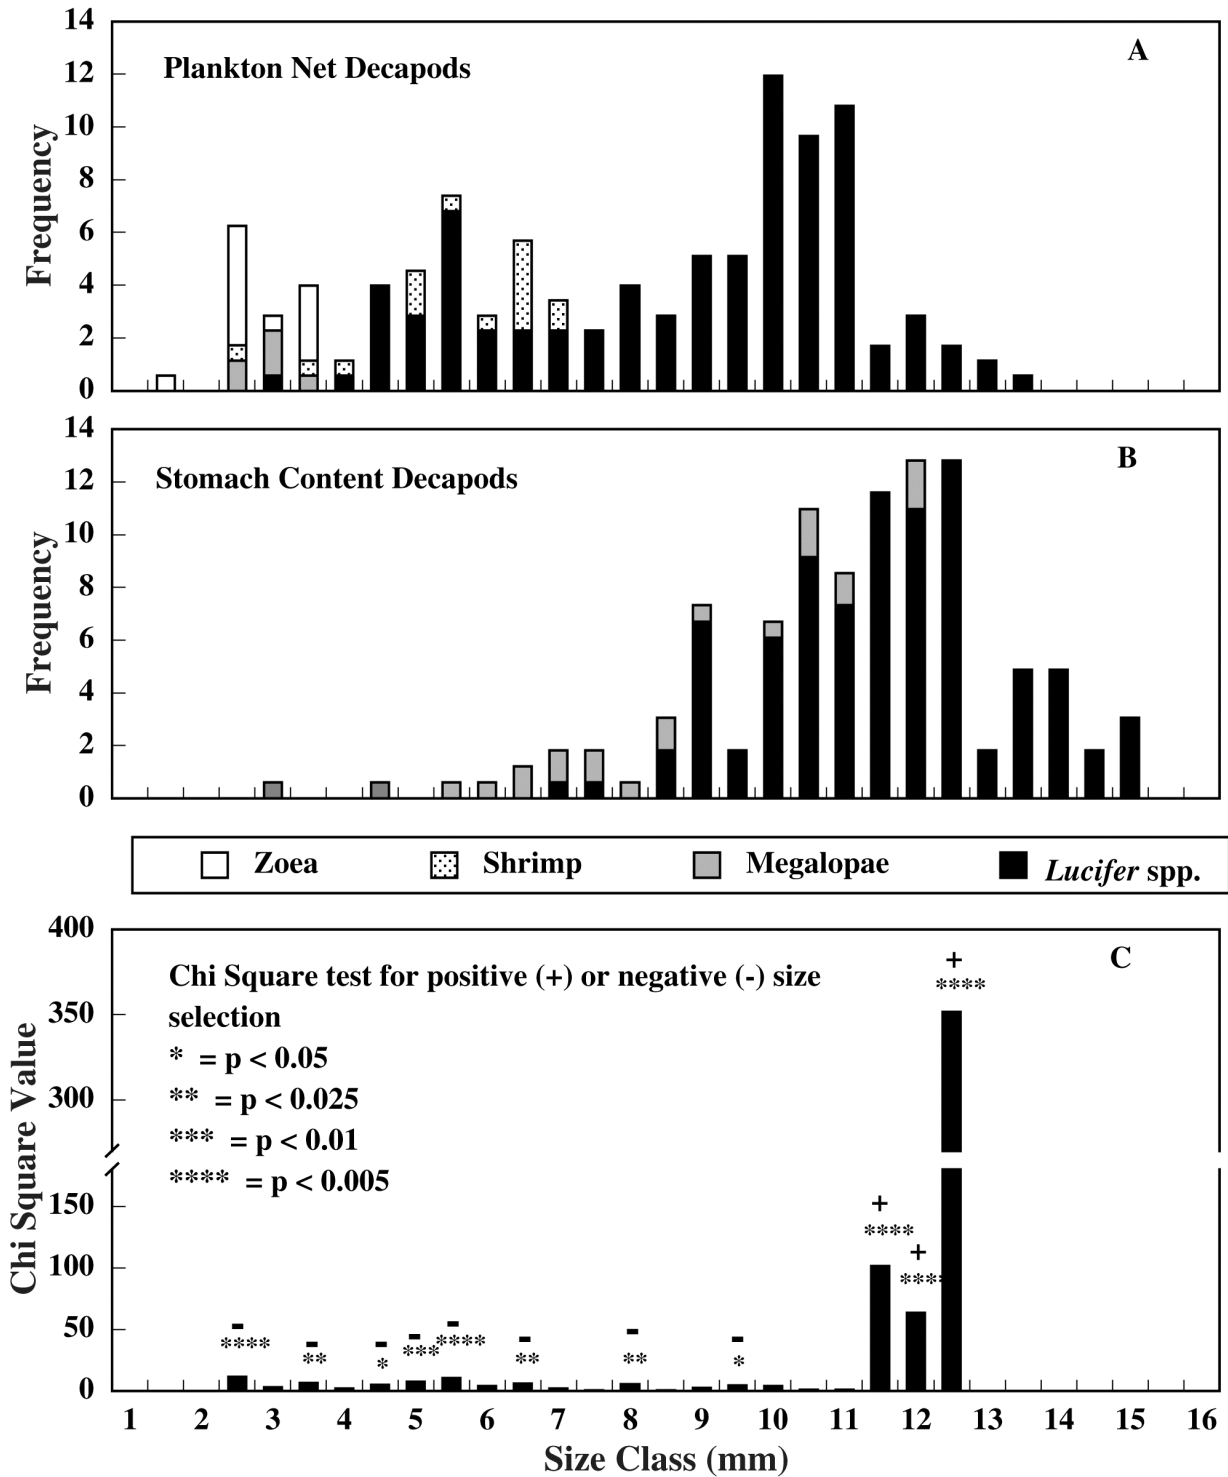 14
12
10
8
6
4
2
0
Frequency
Plankton Net Decapods
A
14
12
10
8
6
4
2
0
Frequency
Stomach Content Decapods
B
Zoea Shrimp Megalopae Lucifer spp.
400
350
300
150
100
50
0
Chi Square Value
C
Chi Square test for positive (+) or negative (-) size
selection
* = p < 0.05
** = p < 0.025
*** = p < 0.01
**** = p < 0.005
+
****
+
****
+
****
-
****
-
**
-
*
-
***
-
****
-
**
-
**
-
*
1 2 3 4 5 6 7 8 9 10 11 12 13 14 15 16
Size Class (mm)